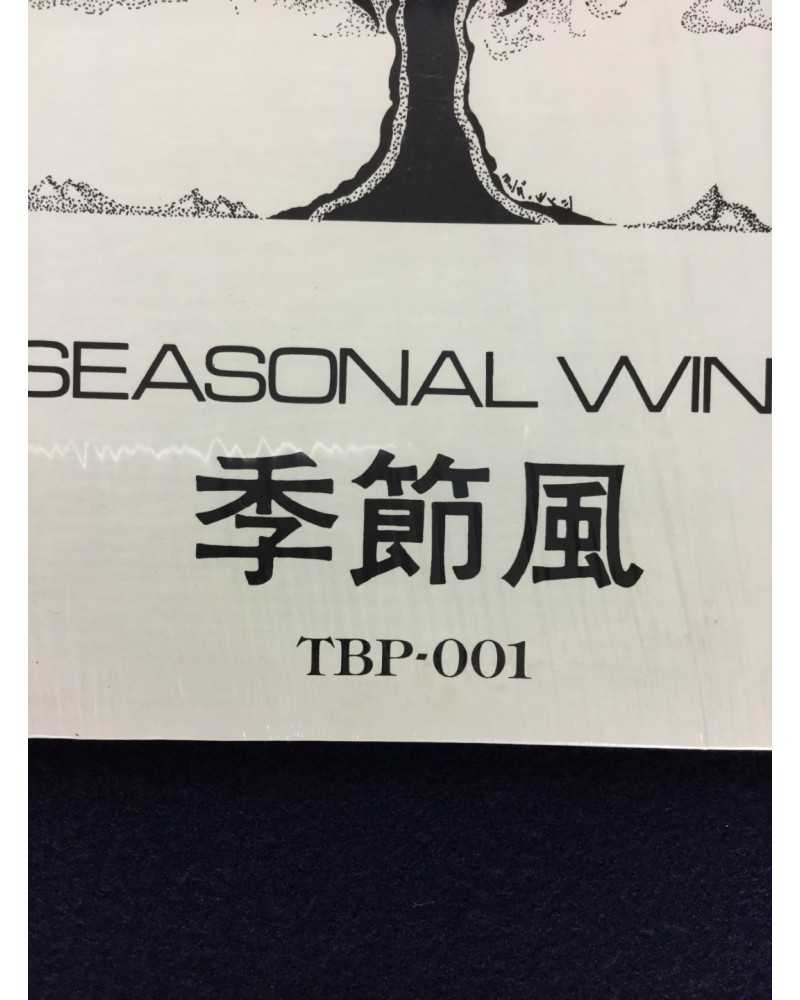 SEASONAL WIN
季節風
TBP-001